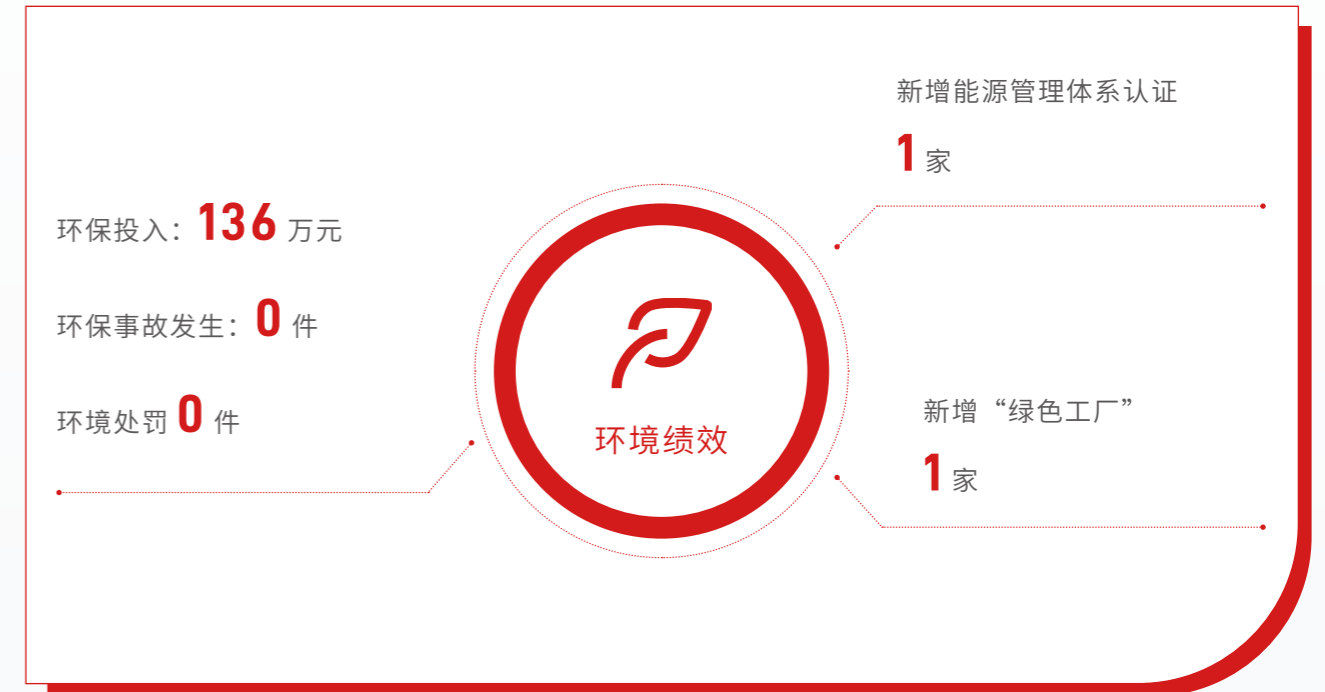 环保投入：136 万元
环保事故发生：0 件
环境处罚 0 件
环境绩效
新增能源管理体系认证
1 家
新增“绿色工厂”
1 家